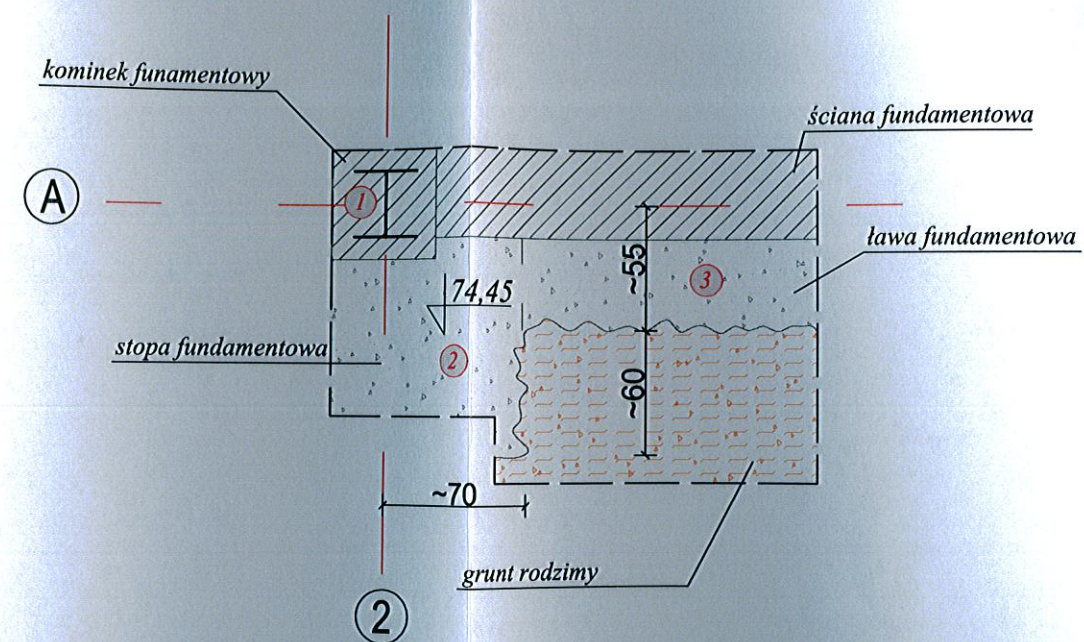 kominek funamentowy
ściana fundamentowa
A
1
ława fundamentowa
~55
3
74,45
stopa fundamentowa
2
~60
~70
grunt rodzimy
2